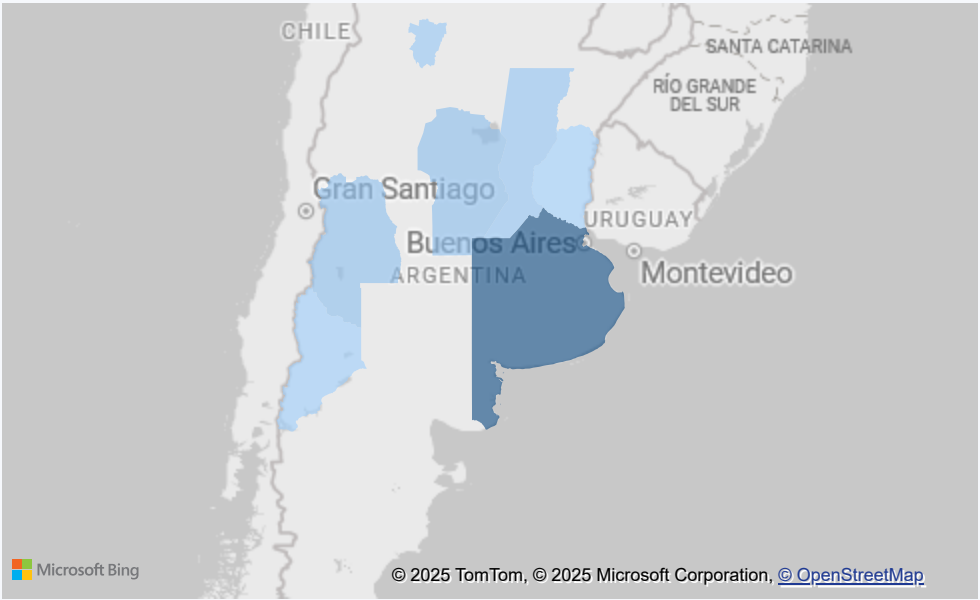 CHILE
SANTA CATARINA
RÍO GRANDE
DEL SUR
Gran Santiago
URUGUAY
Buenos Aires
ARGENTINA
Montevideo
Microsoft Bing
© 2025 TomTom, © 2025 Microsoft Corporation, © OpenStreetMap